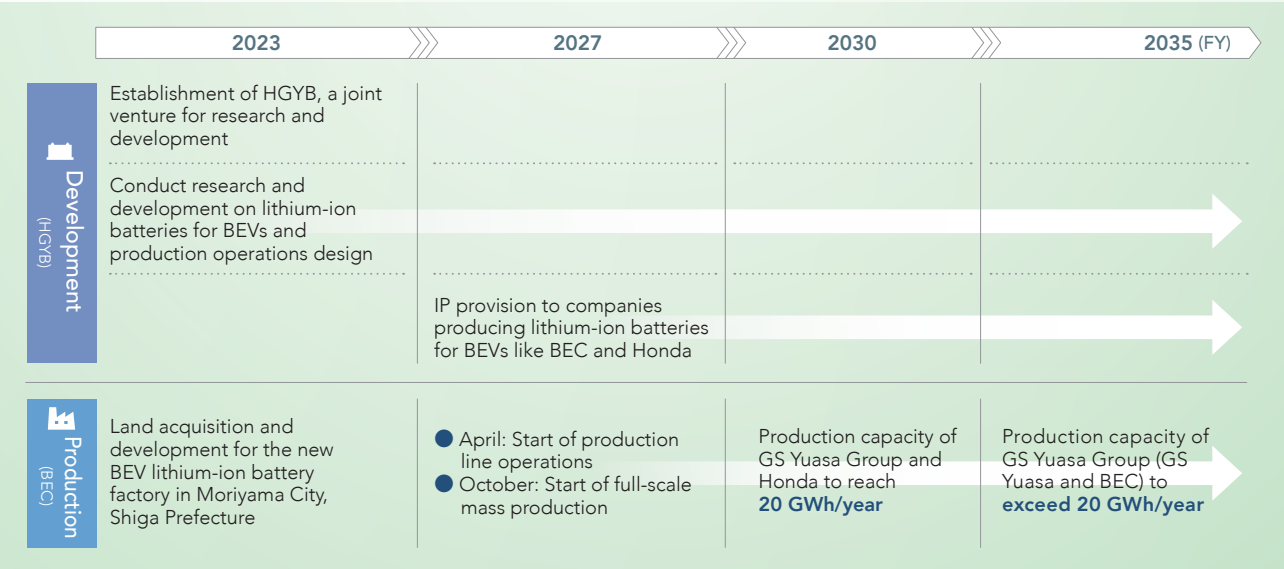 2023
2027
2030
2035 (FY)
Development
(HGYB)
Establishment of HGYB, a joint
venture for research and
development
Conduct research and
development on lithium-ion
batteries for BEVs and
production operations design
IP provision to companies
producing lithium-ion batteries
for BEVs like BEC and Honda
Production
(BEC)
Land acquisition and
development for the new
BEV lithium-ion battery
factory in Moriyama City,
Shiga Prefecture
● April: Start of production
line operations
● October: Start of full-scale
mass production
Production capacity of
GS Yuasa Group and
Honda to reach
20 GWh/year
Production capacity of
GS Yuasa Group (GS
Yuasa and BEC) to
exceed 20 GWh/year